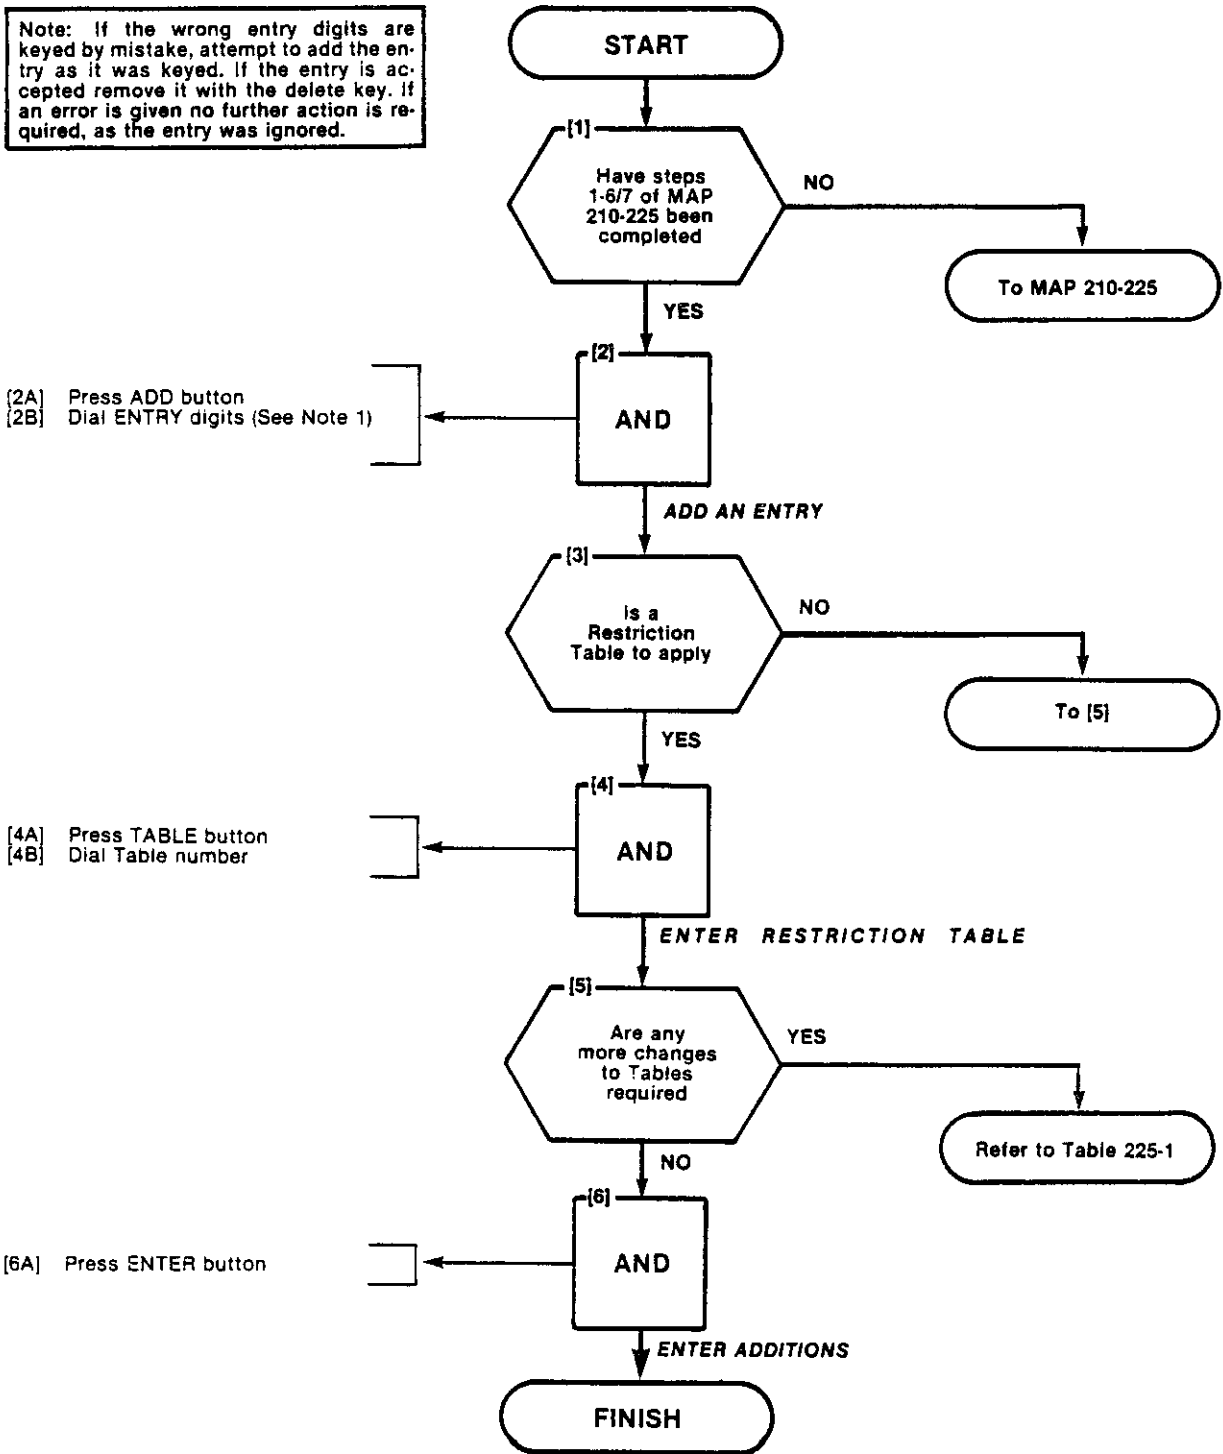 Note: If the wrong entry digits are
keyed by mistake, attempt to add the en-
try as it was keyed. If the entry is ac-
cepted remove it with the delete key. If
an error is given no further action is re-
quired, as the entry was ignored.
START
[1]
Have steps
1-6/7 of MAP
210-225 been
completed
NO
To MAP 210-225
YES
[2]
AND
[2A] Press ADD button
[2B] Dial ENTRY digits (See Note 1)
ADD AN ENTRY
[3]
Is a
Restriction
Table to apply
NO
To [5]
YES
[4]
AND
[4A] Press TABLE button
[4B] Dial Table number
ENTER RESTRICTION TABLE
[5]
Are any
more changes
to Tables
required
YES
Refer to Table 225-1
NO
[6]
AND
[6A] Press ENTER button
ENTER ADDITIONS
FINISH